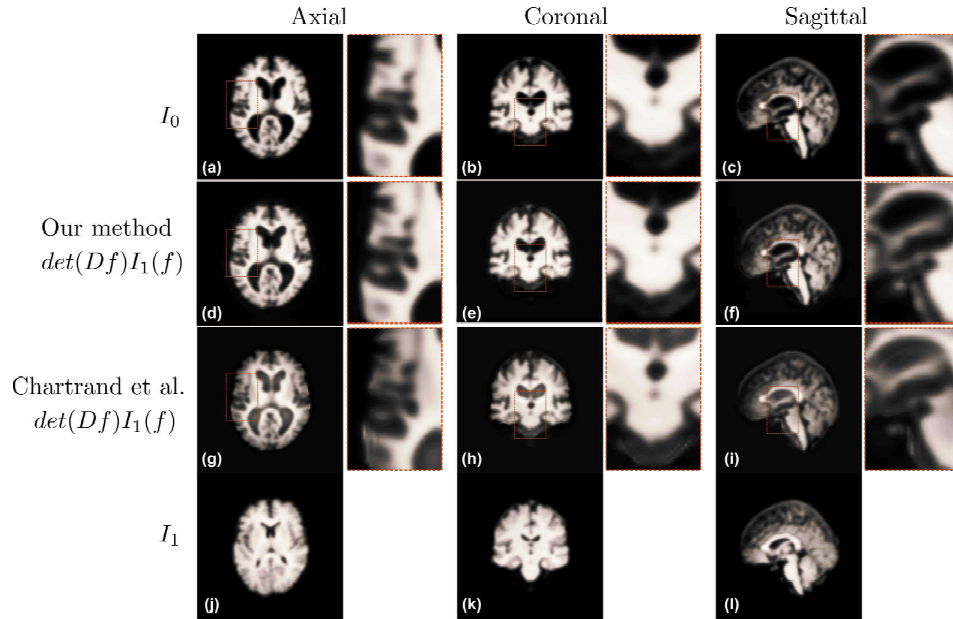 Axial Coronal Sagittal
I₀
(a) (b) (c)
Our method
det(Df)I₁(f)
(d) (e) (f)
Chartrand et al.
det(Df)I₁(f)
(g) (h) (i)
I₁
(j) (k) (l)